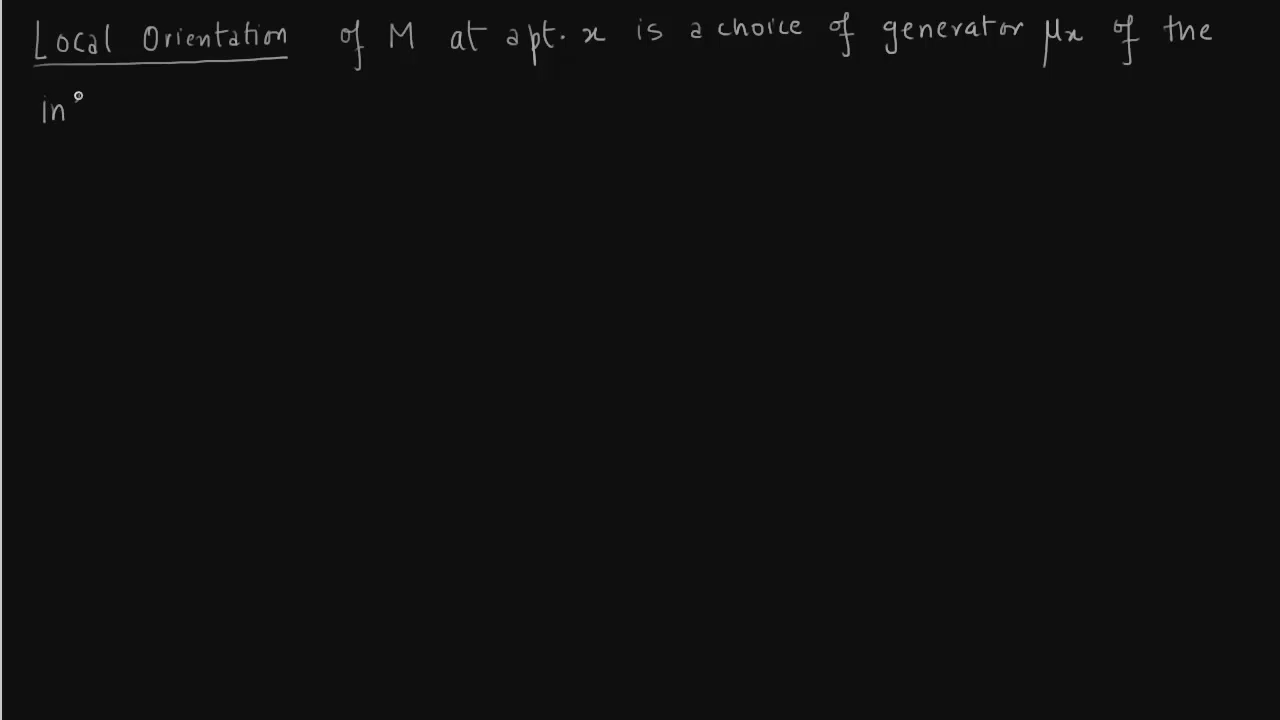 Local Orientation of M at a pt. x is a choice of generator μx of the
in